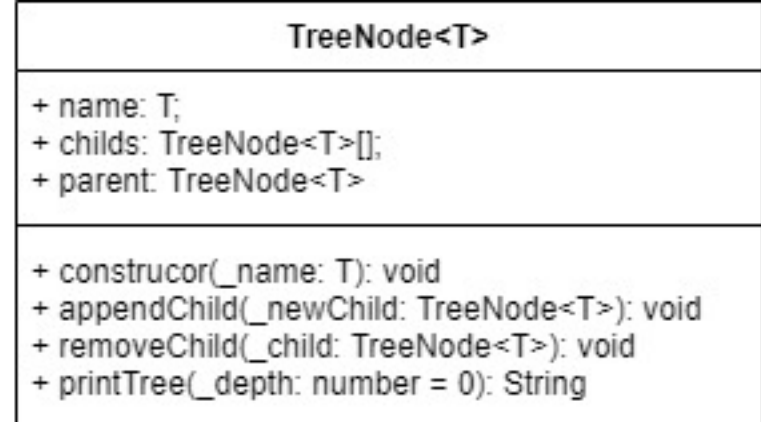 TreeNode<T>
+ name: T;
+ childs: TreeNode<T>[];
+ parent: TreeNode<T>
+ construcor(_name: T): void
+ appendChild(_newChild: TreeNode<T>): void
+ removeChild(_child: TreeNode<T>): void
+ printTree(_depth: number = 0): String